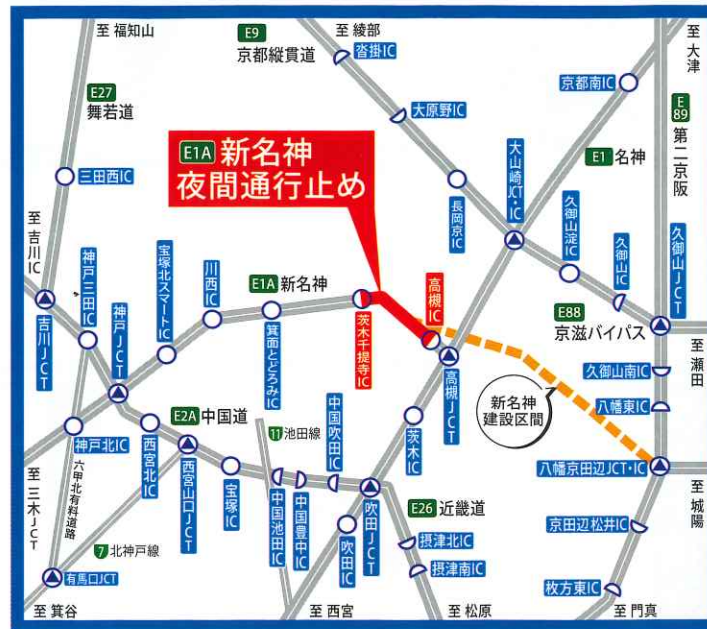 至 福知山
E9
京都縦貫道
至 綾部
沓掛IC
至 大津
京都南IC
E27
舞若道
大原野IC
E89
第二京阪
E1A 新名神
夜間通行止め
大山崎JCT・IC
E1 名神
三田西IC
長岡京IC
久御山淀IC
久御山IC
久御山JCT
至 吉川IC
神戸三田IC
宝塚北スマートIC
川西IC
E1A 新名神
高槻IC
E88
京滋バイパス
吉川JCT
神戸JCT
箕面とどろみIC
茨木千提寺IC
至 瀬田
高槻JCT
久御山南IC
新名神
建設区間
八幡東IC
神戸北IC
西宮北IC
E2A 中国道
11 池田線
中国吹田IC
茨木IC
八幡京田辺JCT・IC
至 三木JCT
六甲北有料道路
西宮山口JCT
宝塚IC
中国池田IC
中国豊中IC
吹田IC
吹田JCT
E26 近畿道
至 城陽
京田辺松井IC
7 北神戸線
摂津北IC
有馬口JCT
摂津南IC
枚方東IC
至 箕谷
至 西宮
至 松原
至 門真